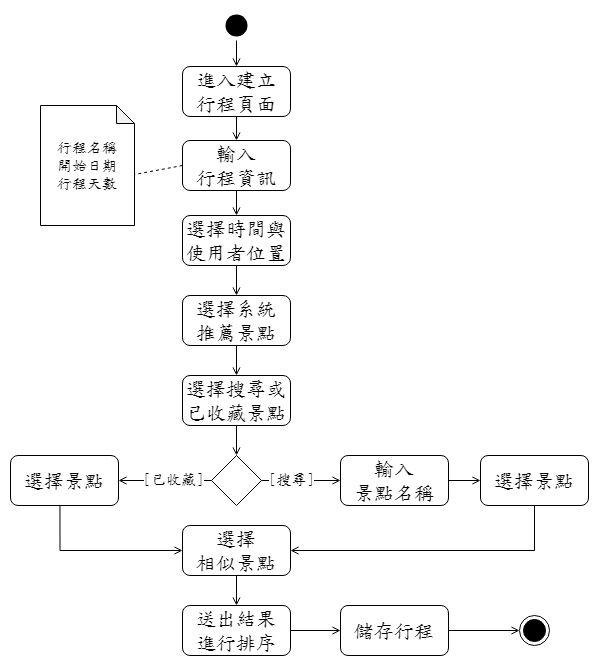 進入建立
行程頁面
行程名稱
開始日期
行程天數
輸入
行程資訊
選擇時間與
使用者位置
選擇系統
推薦景點
選擇搜尋或
已收藏景點
選擇景點
[已收藏]
[搜尋]
輸入
景點名稱
選擇景點
選擇
相似景點
送出結果
進行排序
儲存行程